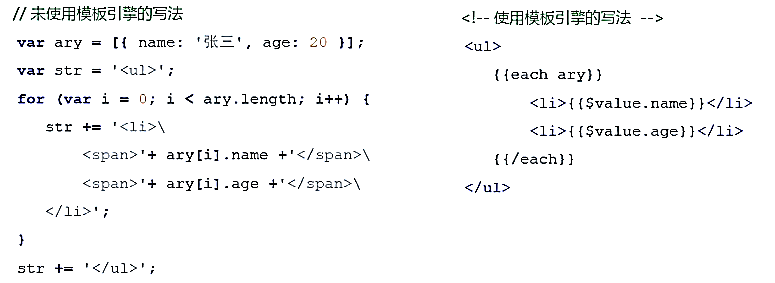 // 未使用模板引擎的写法
var ary = [{ name: '张三', age: 20 }];
var str = '<ul>';
for (var i = 0; i < ary.length; i++) {
    str += '<li>\
        <span>'+ ary[i].name +'</span>\
        <span>'+ ary[i].age +'</span>\
    </li>';
}
str += '</ul>';
<!-- 使用模板引擎的写法 -->
<ul>
    {{each ary}}
        <li>{{$value.name}}</li>
        <li>{{$value.age}}</li>
    {{/each}}
</ul>